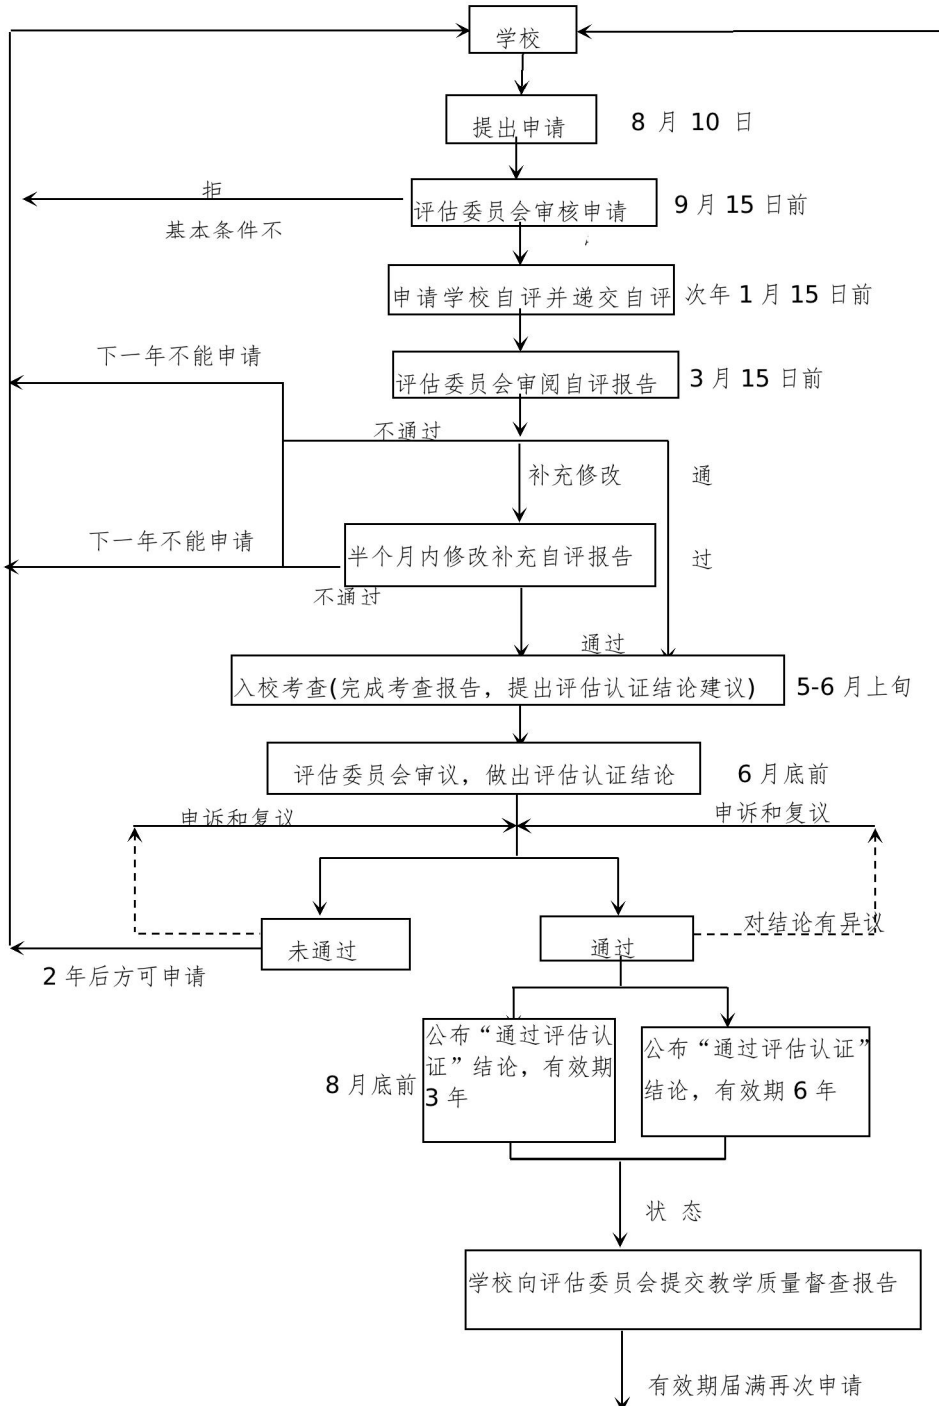 学校
提出申请
8 月 10 日
拒
评估委员会审核申请
9 月 15 日前
基本条件不
申请学校自评并递交自评
次年 1 月 15 日前
下一年不能申请
评估委员会审阅自评报告
3 月 15 日前
不通过
补充修改
通
过
下一年不能申请
半个月内修改补充自评报告
不通过
通过
入校考查(完成考查报告，提出评估认证结论建议)
5-6 月上旬
评估委员会审议，做出评估认证结论
6 月底前
申诉和复议
申诉和复议
未通过
通过
对结论有异议
2 年后方可申请
8 月底前
公布“通过评估认
证”结论，有效期
3 年
公布“通过评估认证”
结论，有效期 6 年
状 态
学校向评估委员会提交教学质量督查报告
有效期届满再次申请